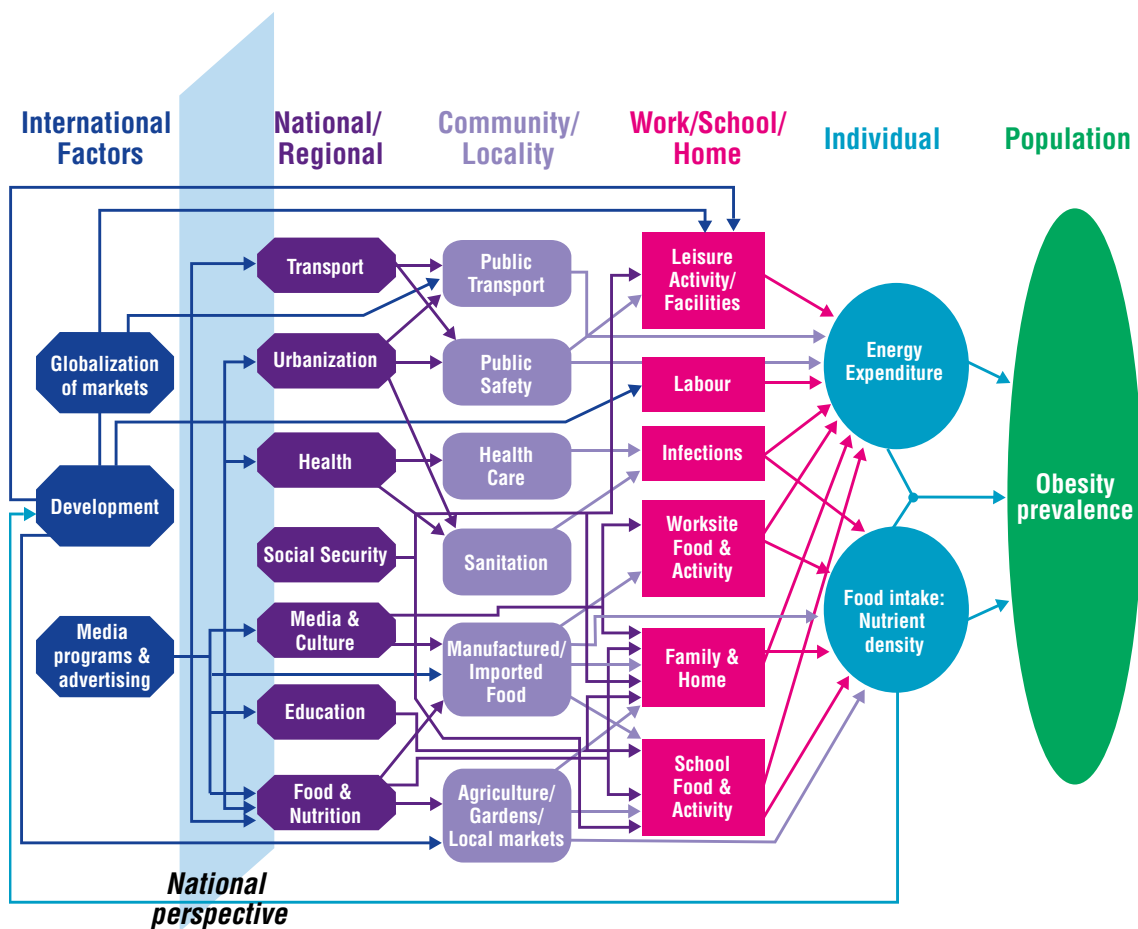 International
Factors
National/
Regional
Community/
Locality
Work/School/
Home
Individual
Population
Globalization
of markets
Development
Media
programs &
advertising
Transport
Urbanization
Health
Social Security
Media &
Culture
Education
Food &
Nutrition
Public
Transport
Public
Safety
Health
Care
Sanitation
Manufactured/
Imported
Food
Agriculture/
Gardens/
Local markets
Leisure
Activity/
Facilities
Labour
Infections
Worksite
Food &
Activity
Family &
Home
School
Food &
Activity
Energy
Expenditure
Food intake:
Nutrient
density
Obesity
prevalence
National
perspective